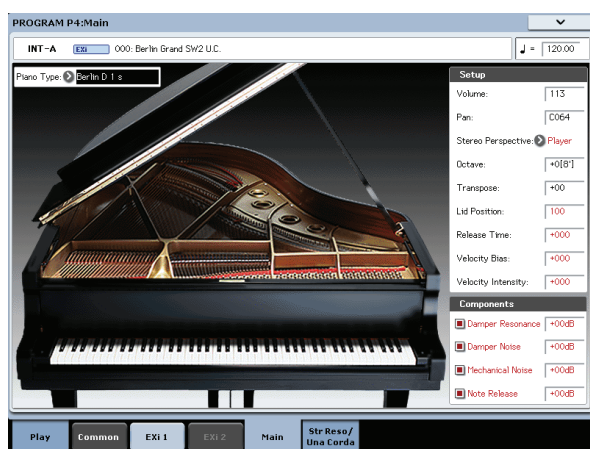 PROGRAM P4:Main
INT-A EXi 000: Berlin Grand SW2 U.C. ♩ = 120.00
Piano Type: Berlin D 1 s
Setup
Volume: 113
Pan: C064
Stereo Perspective: Player
Octave: +0[8']
Transpose: +00
Lid Position: 100
Release Time: +000
Velocity Bias: +000
Velocity Intensity: +000
Components
Damper Resonance +00dB
Damper Noise +00dB
Mechanical Noise +00dB
Note Release +00dB
Play Common EXi 1 EXi 2 Main Str Reso/
Una Corda